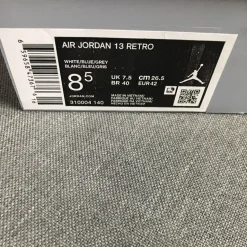 AIR JORDAN 13 RETRO
WHITE/BLUE/GREY
BLANC/BLEU/GRIS
8.5
UK 7.5 cm 26.5
BR 40 EUR 42
310004 140
JORDAN.COM
MADE IN VIETNAM